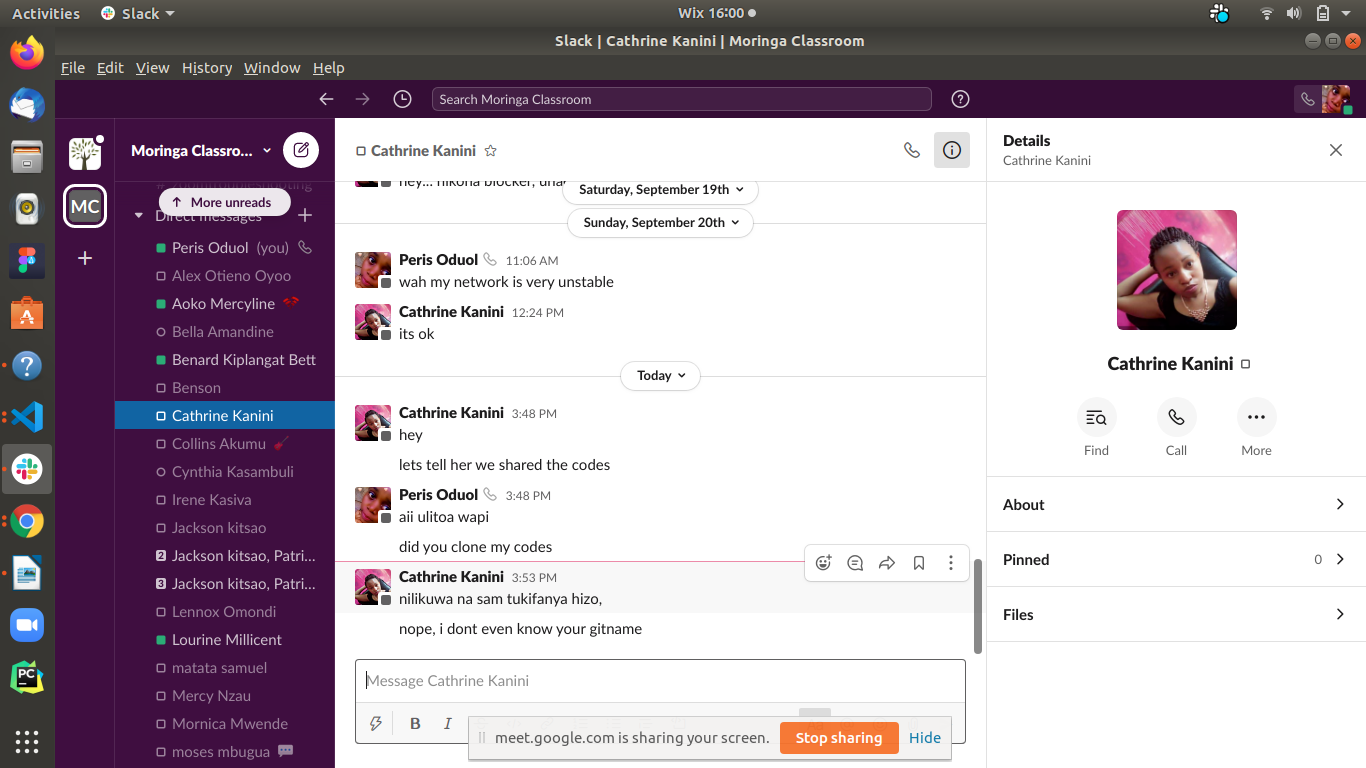 Activities
Slack
Wix 16:00
Slack | Cathrine Kanini | Moringa Classroom
File Edit View History Window Help
Search Moringa Classroom
MC
Moringa Classro...
More unreads
Direct messages
Peris Oduol (you)
Alex Otieno Oyoo
Aoko Mercyline
Bella Amandine
Benard Kiplangat Bett
Benson
Cathrine Kanini
Collins Akumu
Cynthia Kasambuli
Irene Kasiva
Jackson kitsao
2 Jackson kitsao, Patri...
3 Jackson kitsao, Patri...
Lennox Omondi
Lourine Millicent
matata samuel
Mercy Nzau
Mornica Mwende
moses mbugua
Cathrine Kanini
Saturday, September 19th
Sunday, September 20th
Peris Oduol 11:06 AM
wah my network is very unstable
Cathrine Kanini 12:24 PM
its ok
Today
Cathrine Kanini 3:48 PM
hey
lets tell her we shared the codes
Peris Oduol 3:48 PM
aii ulitoa wapi
did you clone my codes
Cathrine Kanini 3:53 PM
nilikuwa na sam tukifanya hizo,
nope, i dont even know your gitname
Message Cathrine Kanini
B I
meet.google.com is sharing your screen.
Stop sharing
Hide
Details
Cathrine Kanini
Cathrine Kanini
Find Call More
About
Pinned 0
Files
PC